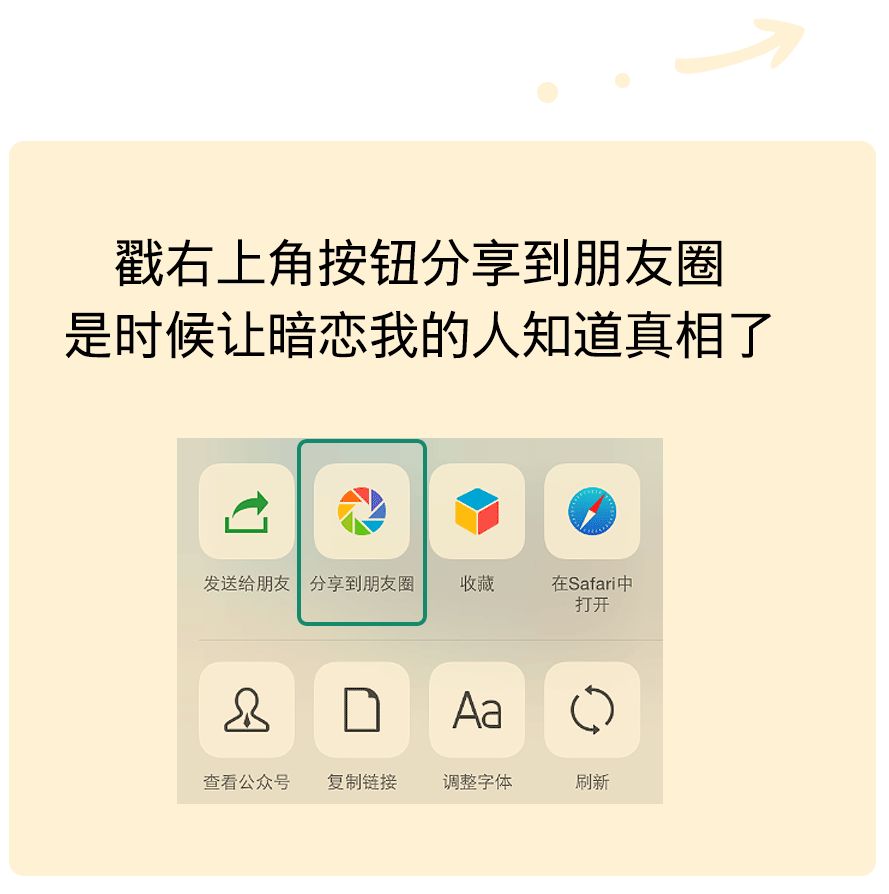 戳右上角按钮分享到朋友圈
是时候让暗恋我的人知道真相了
发送给朋友
分享到朋友圈
收藏
在Safari中
打开
Aa
查看公众号
复制链接
调整字体
刷新